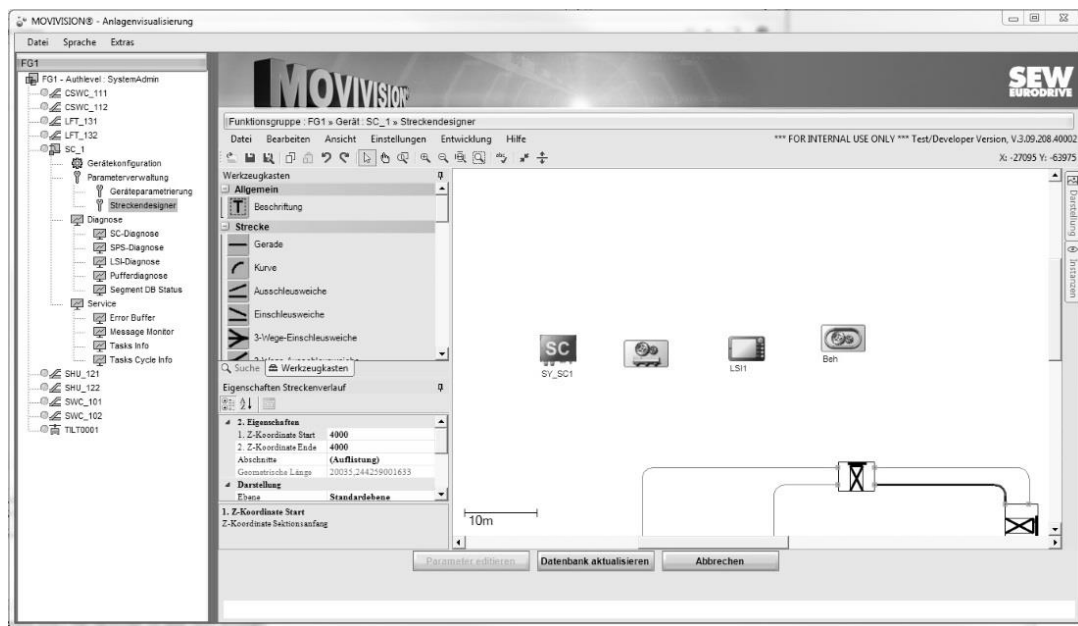 MOVIVISION® - Anlagenvisualisierung
Datei Sprache Extras
FG1
FG1 - Authlevel : SystemAdmin
CSWC_111
CSWC_112
LFT_131
LFT_132
SC_1
Gerätekonfiguration
Parameterverwaltung
Geräteparametrierung
Streckendesigner
Diagnose
SC-Diagnose
SPS-Diagnose
LSI-Diagnose
Pufferdiagnose
Segment DB Status
Service
Error Buffer
Message Monitor
Tasks Info
Tasks Cycle Info
SHU_121
SHU_122
SWC_101
SWC_102
TILT0001
MOVIVISION®
SEW
EURODRIVE
Funktionsgruppe : FG1 » Gerät : SC_1 » Streckendesigner
Datei Bearbeiten Ansicht Einstellungen Entwicklung Hilfe
*** FOR INTERNAL USE ONLY *** Test/Developer Version, V.3.09.208.40002
X: -27095 Y: -63975
Werkzeugkasten
Allgemein
T Beschriftung
Strecke
Gerade
Kurve
Ausschleusweiche
Einschleusweiche
3-Wege-Einschleusweiche
3-Wege-Ausschleusweiche
Suche Werkzeugkasten
Eigenschaften Streckenverlauf
2. Eigenschaften
1. Z-Koordinate Start 4000
2. Z-Koordinate Ende 4000
Abschnitte (Auflistung)
Geometrische Länge 20035,244259001633
Darstellung
Ebene Standardebene
1. Z-Koordinate Start
Z-Koordinate Sektionsanfang
SC
SY_SC1
LSI1
Beh
10m
Darstellung
Instanzen
Parameter editieren Datenbank aktualisieren Abbrechen